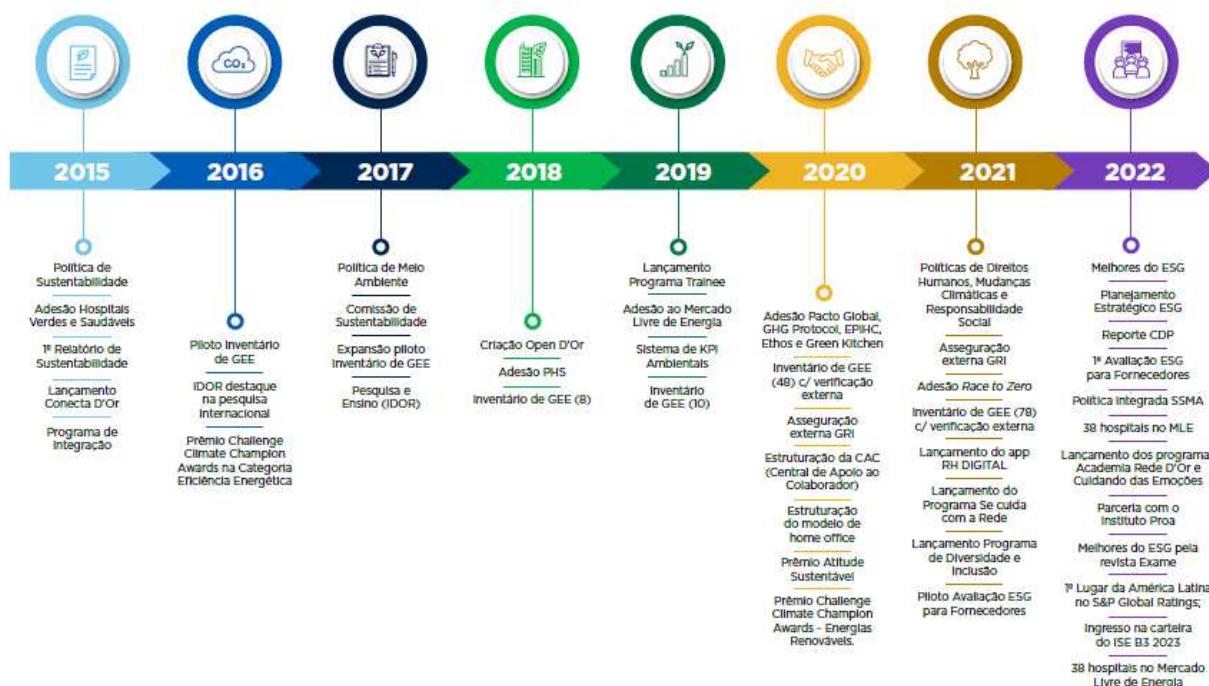 CO₂
2015
2016
2017
2018
2019
2020
2021
2022
Política de
Sustentabilidade
Adesão Hospitais
Verdes e Saudáveis
1º Relatório de
Sustentabilidade
Lançamento
Conecta D'Or
Programa de
Integração
Piloto Inventário
de GEE
IDOR destaque
na pesquisa
internacional
Prêmio Challenge
Climate Champion
Awards na Categoria
Eficiência Energética
Política de Meio
Ambiente
Comissão de
Sustentabilidade
Expansão piloto
Inventário de GEE
Pesquisa e
Ensino (IDOR)
Criação Open D'Or
Adesão PHS
Inventário de GEE (8)
Lançamento
Programa Trainee
Adesão ao Mercado
Livre de Energia
Sistema de KPI
Ambientais
Inventário
de GEE (10)
Adesão Pacto Global,
GHG Protocol, EPIHC,
Ethos e Green Kitchen
Inventário de GEE
(48) c/ verificação
externa
Asseguração
externa GRI
Estruturação da CAC
(Central de Apoio ao
Colaborador)
Estruturação
do modelo de
home office
Prêmio Atitude
Sustentável
Prêmio Challenge
Climate Champion
Awards - Energias
Renováveis.
Políticas de Direitos
Humanos, Mudanças
Climáticas e
Responsabilidade
Social
Asseguração
externa GRI
Adesão Race to Zero
Inventário de GEE (78)
c/ verificação externa
Lançamento do app
RH DIGITAL
Lançamento do
Programa Se cuida
com a Rede
Lançamento Programa
de Diversidade e
Inclusão
Piloto Avaliação ESG
para Fornecedores
Melhores do ESG
Planejamento
Estratégico ESG
Reporte CDP
1ª Avaliação ESG
para Fornecedores
Política Integrada SSMA
38 hospitais no MLE
Lançamento dos programa
Academia Rede D'Or e
Cuidando das Emoções
Parceria com o
Instituto Proa
Melhores do ESG pela
revista Exame
1º Lugar da América Latina
no S&P Global Ratings;
Ingresso na carteira
do ISE B3 2023
38 hospitais no Mercado
Livre de Energia